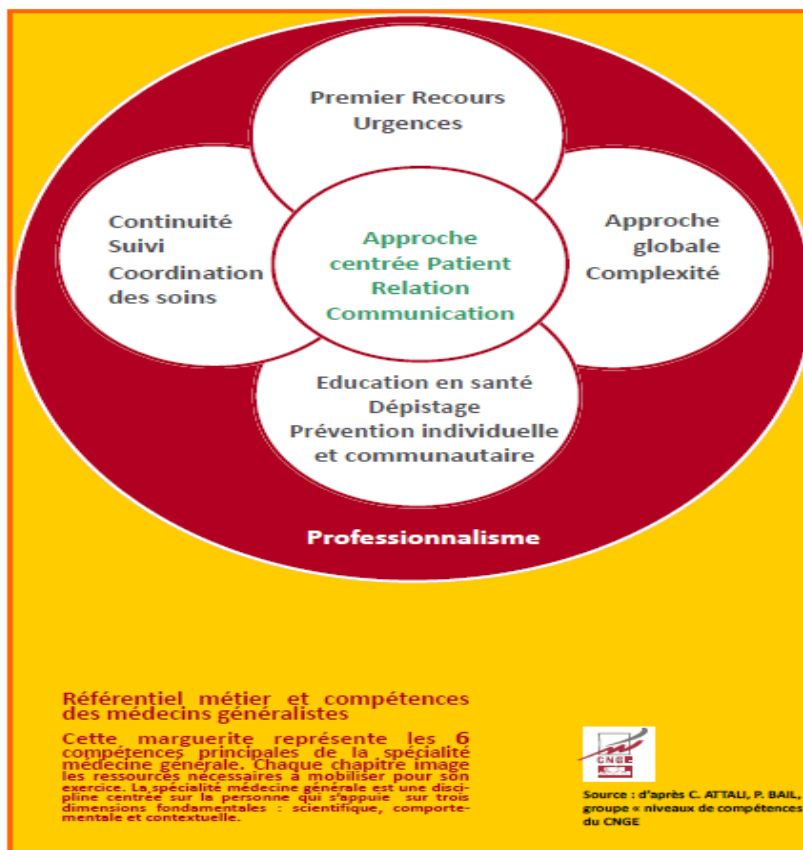 Premier Recours
Urgences
Continuité
Suivi
Coordination
des soins
Approche
centrée Patient
Relation
Communication
Approche
globale
Complexité
Education en santé
Dépistage
Prévention individuelle
et communautaire
Professionnalisme
Référentiel métier et compétences
des médecins généralistes
Cette marguerite représente les 6
compétences principales de la spécialité
médecine générale. Chaque chapitre image
les ressources nécessaires à mobiliser pour son
exercice. La spécialité médecine générale est une disci-
pline centrée sur la personne qui s'appuie sur trois
dimensions fondamentales : scientifique, comporte-
mentale et contextuelle.
CNGE
Source : d'après C. ATTALI, P. BAIL,
groupe « niveaux de compétences
du CNGE